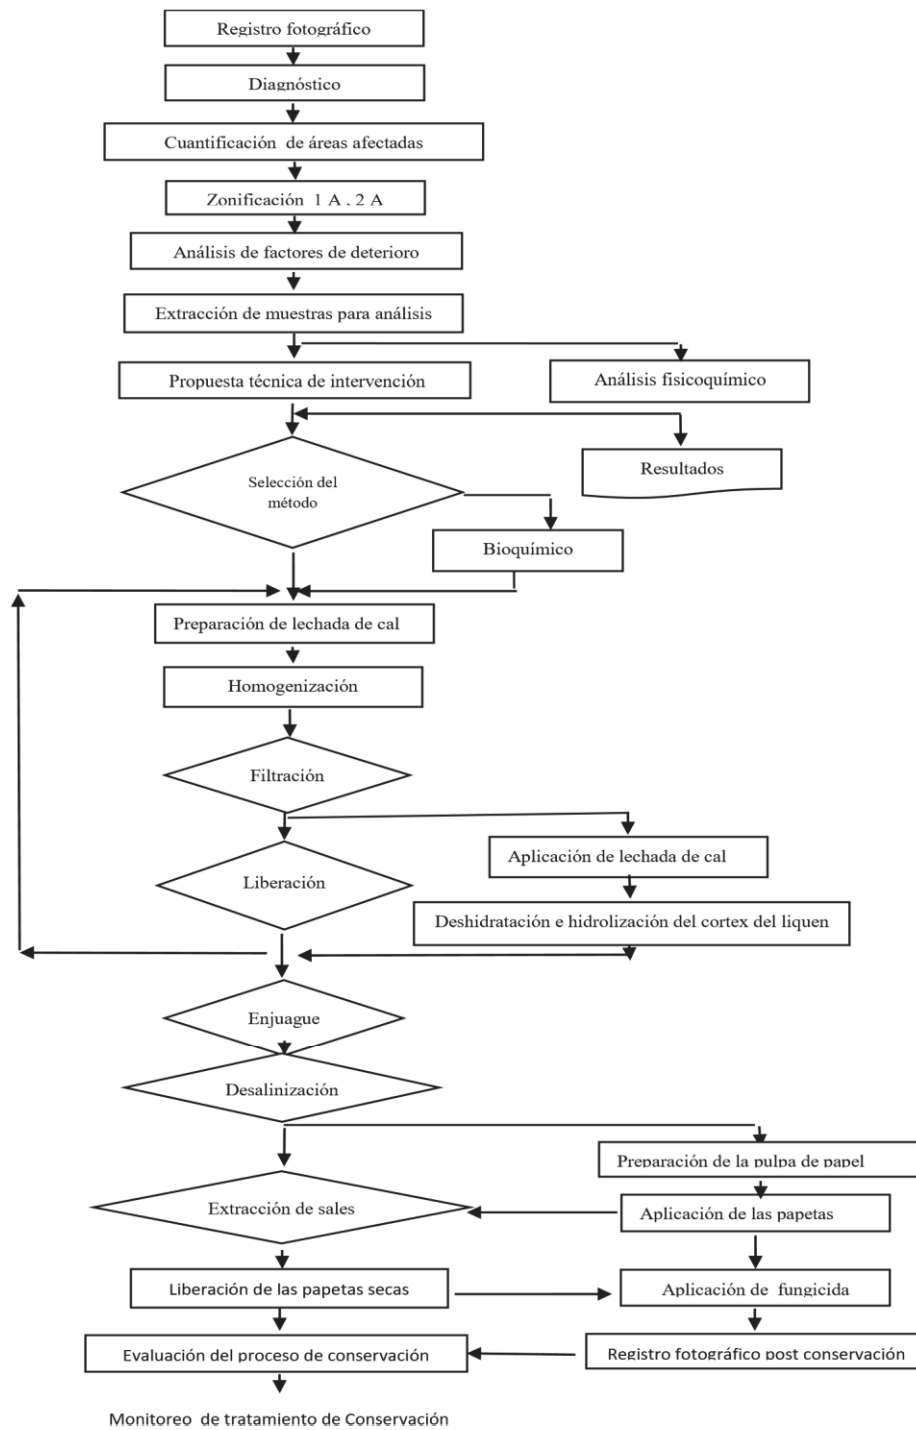 Registro fotográfico
Diagnóstico
Cuantificación de áreas afectadas
Zonificación 1 A . 2 A
Análisis de factores de deterioro
Extracción de muestras para análisis
Propuesta técnica de intervención
Análisis fisicoquímico
Resultados
Selección del
método
Bioquímico
Preparación de lechada de cal
Homogenización
Filtración
Aplicación de lechada de cal
Liberación
Deshidratación e hidrolización del cortex del liquen
Enjuague
Desalinización
Preparación de la pulpa de papel
Extracción de sales
Aplicación de las papetas
Liberación de las papetas secas
Aplicación de fungicida
Evaluación del proceso de conservación
Registro fotográfico post conservación
Monitoreo de tratamiento de Conservación